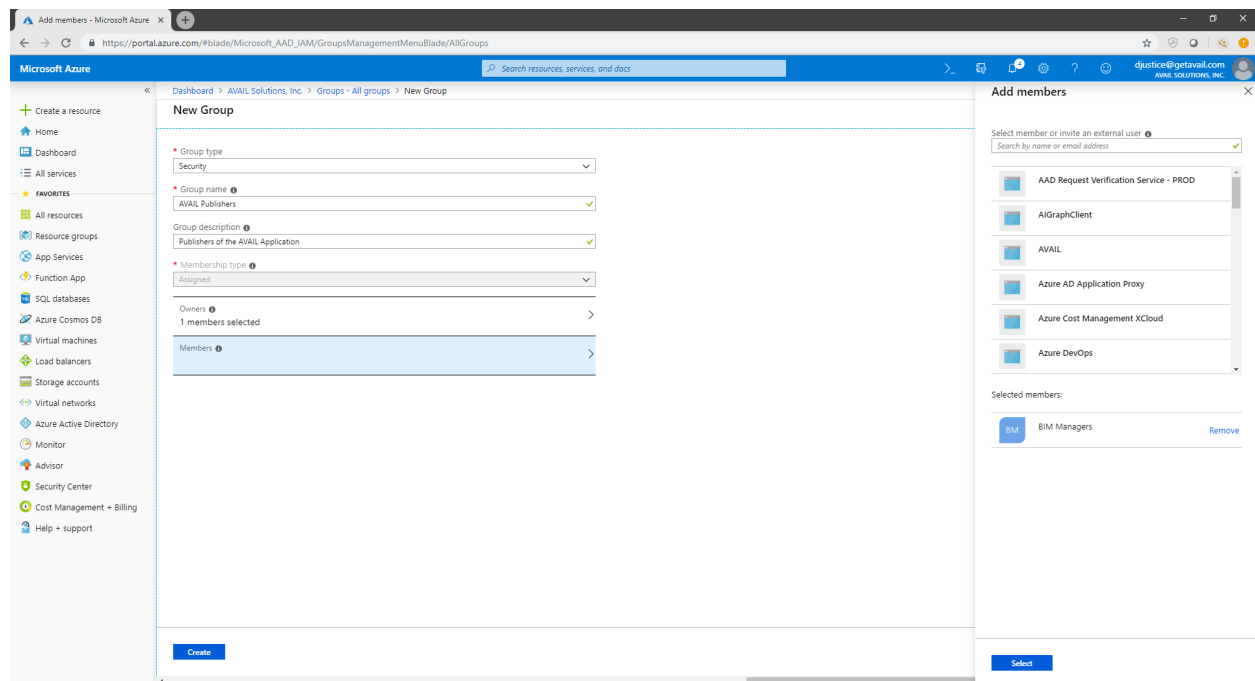 Add members - Microsoft Azure
https://portal.azure.com/#blade/Microsoft_AAD_IAM/GroupsManagementMenuBlade/AllGroups
Microsoft Azure
Search resources, services, and docs
4
djustice@getavail.com
AVAIL SOLUTIONS, INC.
Create a resource
Home
Dashboard
All services
FAVORITES
All resources
Resource groups
App Services
Function App
SQL databases
Azure Cosmos DB
Virtual machines
Load balancers
Storage accounts
Virtual networks
Azure Active Directory
Monitor
Advisor
Security Center
Cost Management + Billing
Help + support
Dashboard > AVAIL Solutions, Inc. > Groups - All groups > New Group
New Group
* Group type
Security
* Group name
AVAIL Publishers
Group description
Publishers of the AVAIL Application
* Membership type
Assigned
Owners
1 members selected
Members
Create
Add members
Select member or invite an external user
Search by name or email address
AAD Request Verification Service - PROD
AIGraphClient
AVAIL
Azure AD Application Proxy
Azure Cost Management XCloud
Azure DevOps
Selected members:
BM
BIM Managers
Remove
Select